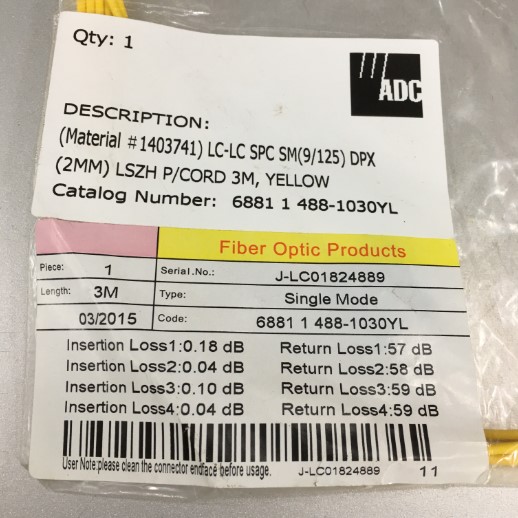 Qty: 1
ADC
DESCRIPTION:
(Material #1403741) LC-LC SPC SM(9/125) DPX
(2MM) LSZH P/CORD 3M, YELLOW
Catalog Number: 6881 1 488-1030YL
Fiber Optic Products
Piece: 1 Serial.No.: J-LC01824889
Length: 3M Type: Single Mode
03/2015 Code: 6881 1 488-1030YL
Insertion Loss1:0.18 dB Return Loss1:57 dB
Insertion Loss2:0.04 dB Return Loss2:58 dB
Insertion Loss3:0.10 dB Return Loss3:59 dB
Insertion Loss4:0.04 dB Return Loss4:59 dB
User Note:please clean the connector endface before usage. J-LC01824889 11